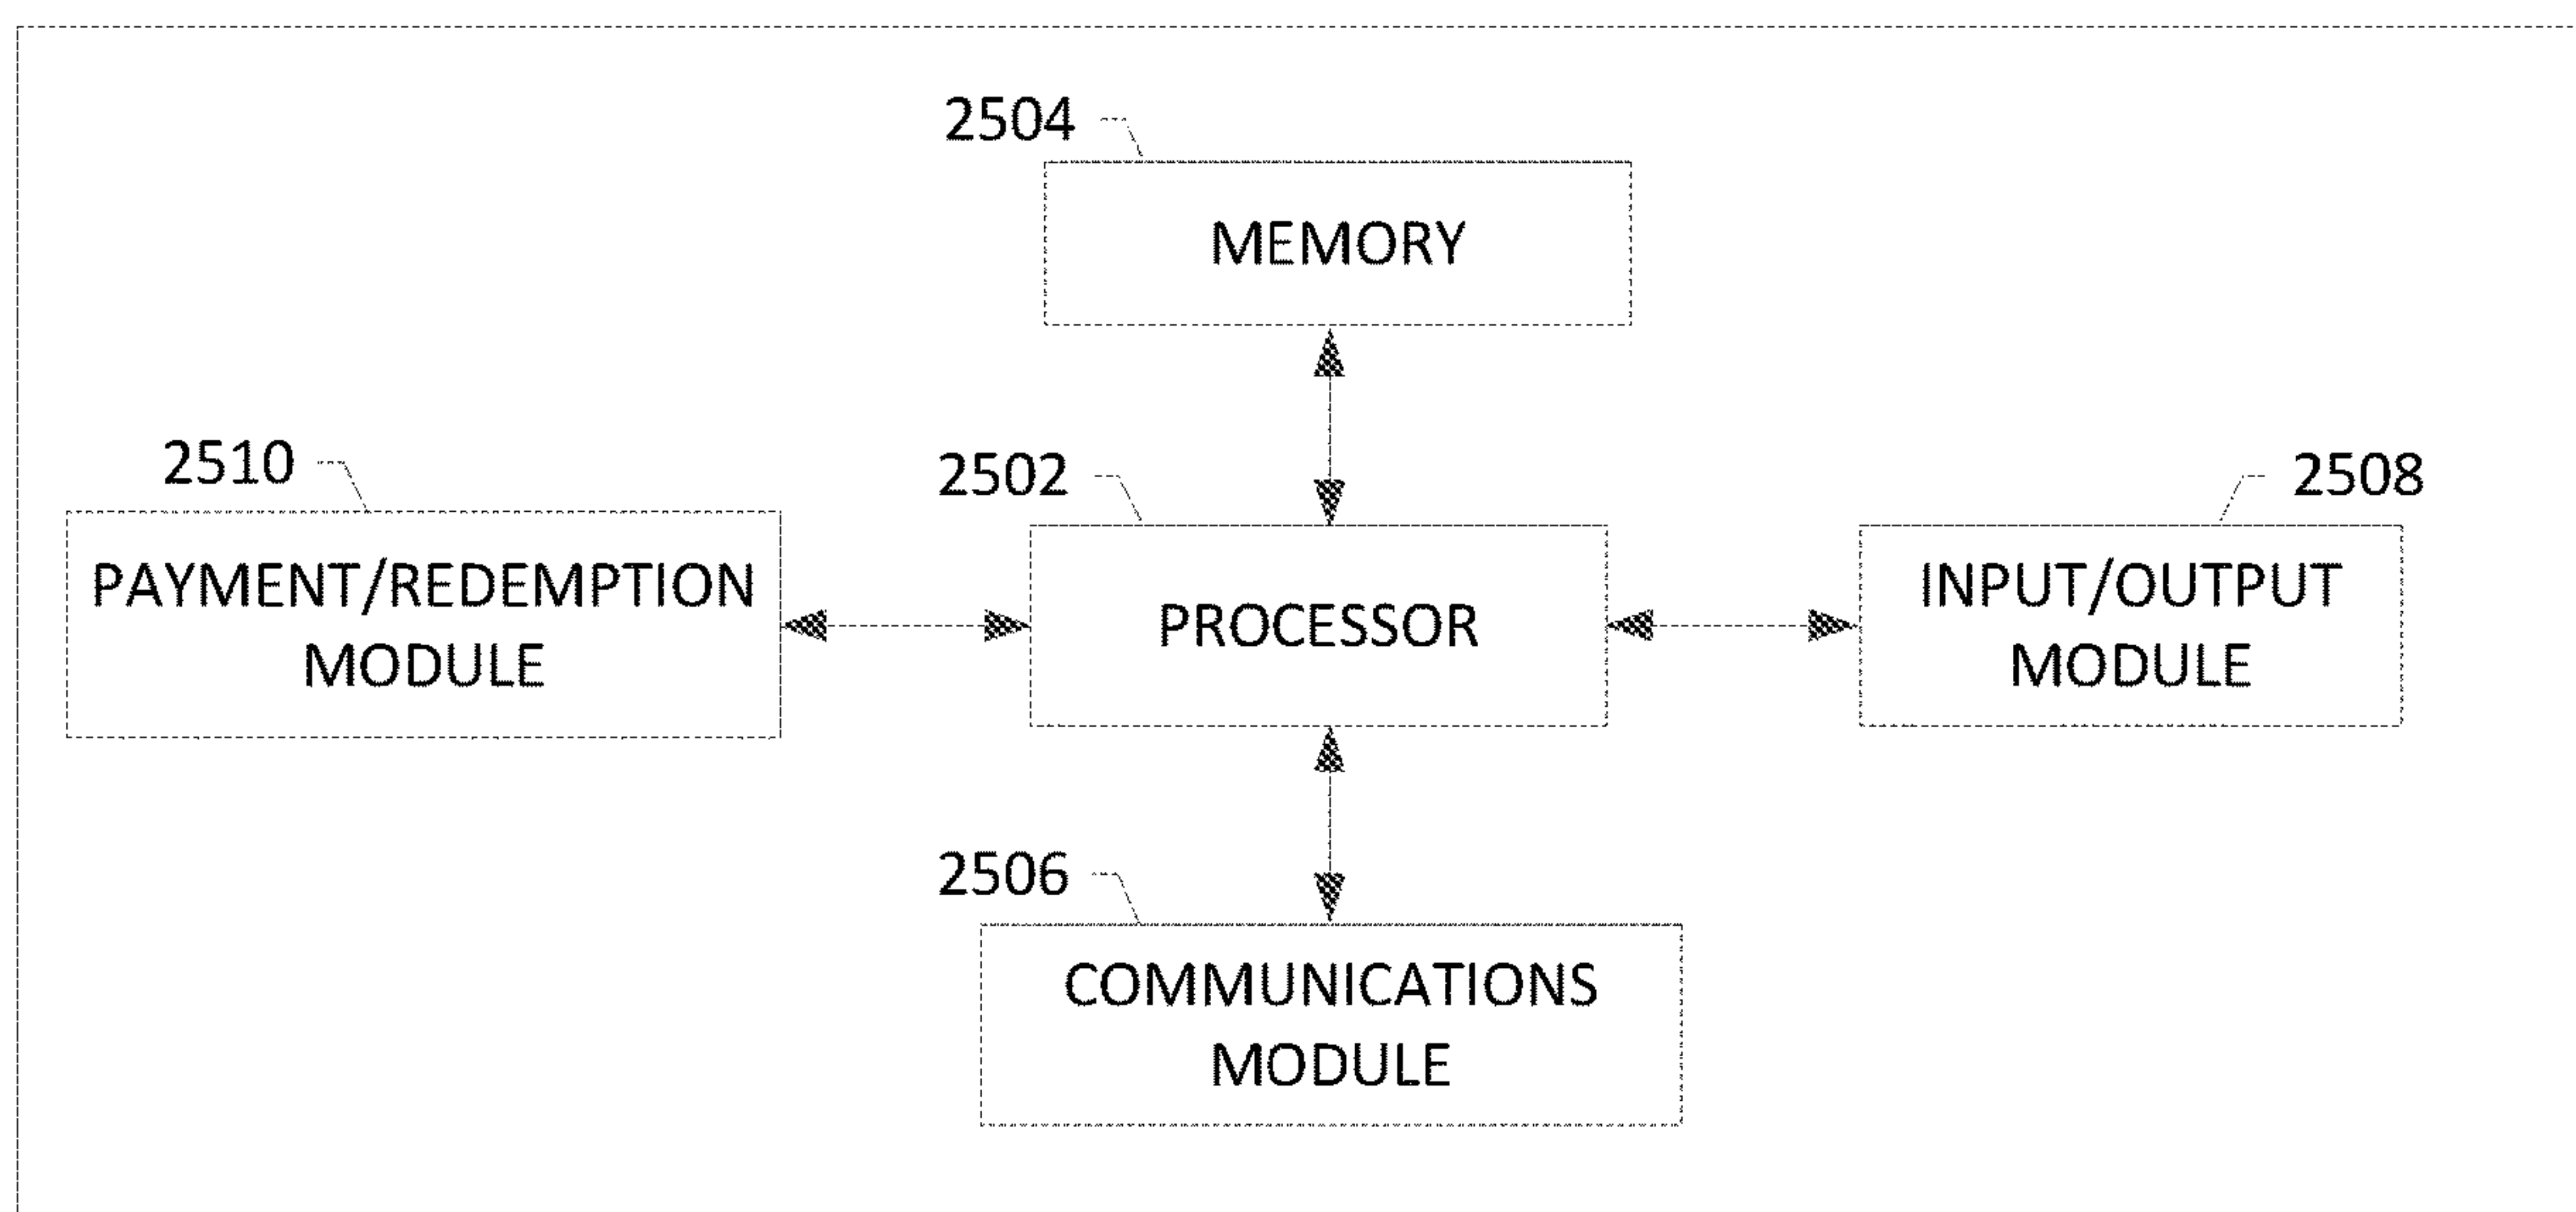 2504
MEMORY
2510
2502
2508
PAYMENT/REDEMPTION
MODULE
PROCESSOR
INPUT/OUTPUT
MODULE
2506
COMMUNICATIONS
MODULE